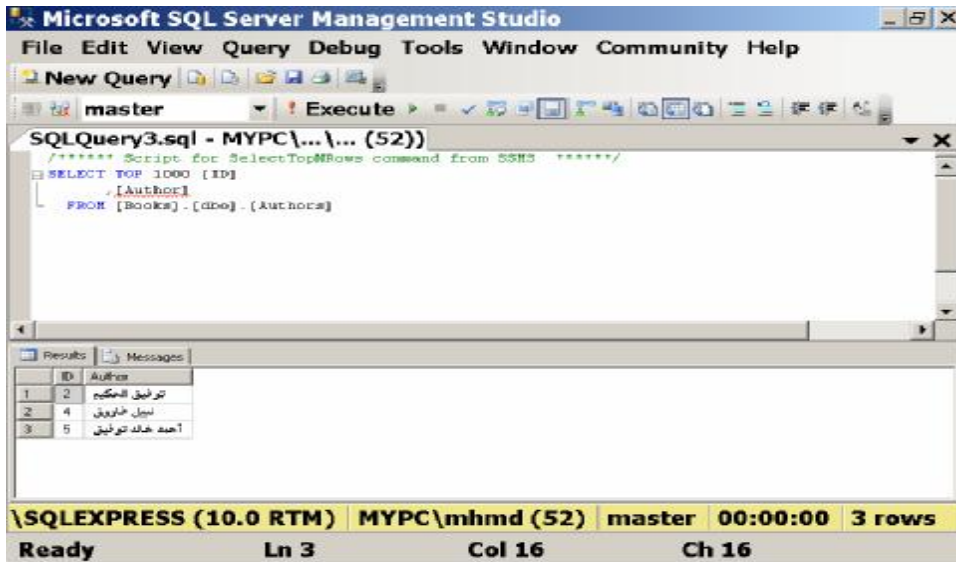 Microsoft SQL Server Management Studio
File Edit View Query Debug Tools Window Community Help
New Query
master Execute
SQLQuery3.sql - MYPC\...\... (52))
/****** Script for SelectTopNRows command from SSMS ******/
SELECT TOP 1000 [ID]
,[Author]
FROM [Books].[dbo].[Authors]
Results Messages
ID Author
1 2 توفيق الحكيم
2 4 نبيل فاروق
3 5 أحمد خالد توفيق
\SQLEXPRESS (10.0 RTM) MYPC\mhmd (52) master 00:00:00 3 rows
Ready Ln 3 Col 16 Ch 16